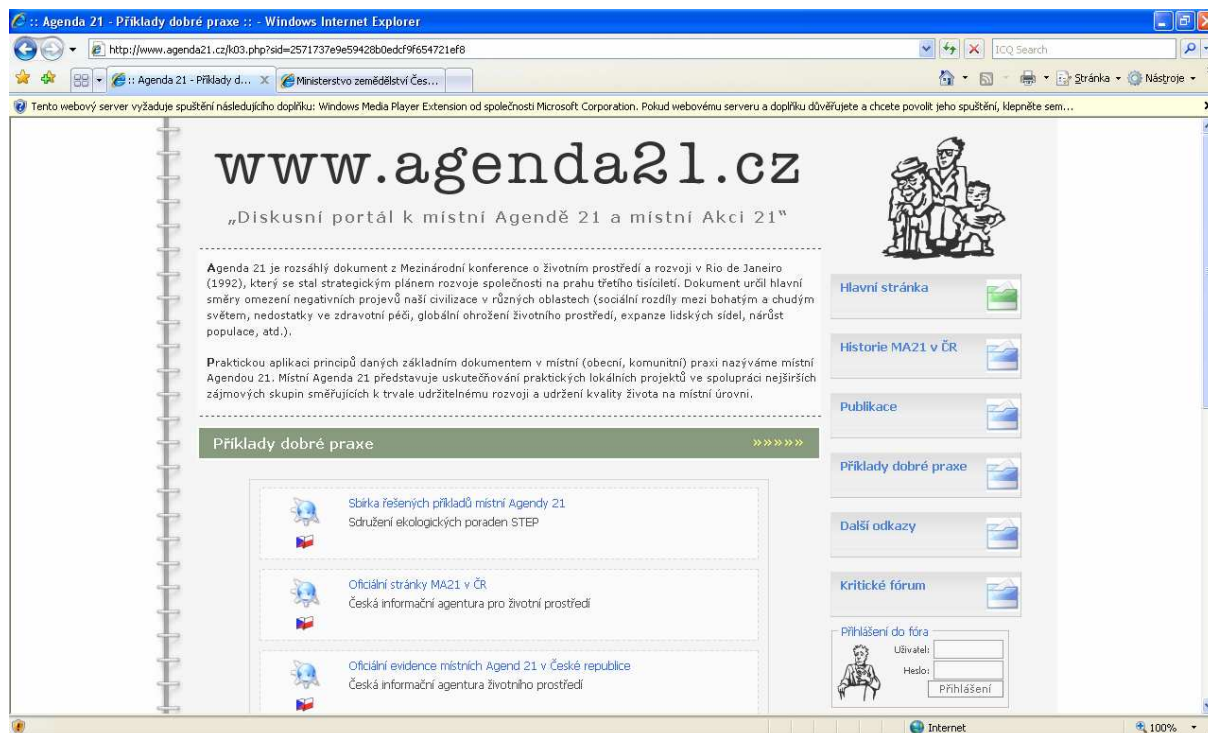 :: Agenda 21 - Příklady dobré praxe :: - Windows Internet Explorer
http://www.agenda21.cz/k03.php?sid=2571737e9e59428b0edcf9f654721ef8
ICQ Search
:: Agenda 21 - Příklady d...
Ministerstvo zemědělství Čes...
Stránka
Nástroje
Tento webový server vyžaduje spuštění následujícího doplňku: Windows Media Player Extension od společnosti Microsoft Corporation. Pokud webovému serveru a doplňku důvěřujete a chcete povolit jeho spuštění, klepněte sem...
www.agenda21.cz
„Diskusní portál k místní Agendě 21 a místní Akci 21"
Agenda 21 je rozsáhlý dokument z Mezinárodní konference o životním prostředí a rozvoji v Rio de Janeiro
(1992), který se stal strategickým plánem rozvoje společnosti na prahu třetího tisíciletí. Dokument určil hlavní
směry omezení negativních projevů naší civilizace v různých oblastech (sociální rozdíly mezi bohatým a chudým
světem, nedostatky ve zdravotní péči, globální ohrožení životního prostředí, expanze lidských sídel, nárůst
populace, atd.).
Praktickou aplikaci principů daných základním dokumentem v místní (obecní, komunitní) praxi nazýváme místní
Agendou 21. Místní Agenda 21 představuje uskutečňování praktických lokálních projektů ve spolupráci nejširších
zájmových skupin směřujících k trvale udržitelnému rozvoji a udržení kvality života na místní úrovni.
Příklady dobré praxe »»»»»
Sbírka řešených příkladů místní Agendy 21
Sdružení ekologických poraden STEP
Oficiální stránky MA21 v ČR
Česká informační agentura pro životní prostředí
Oficiální evidence místních Agend 21 v České republice
Česká informační agentura životního prostředí
Hlavní stránka
Historie MA21 v ČR
Publikace
Příklady dobré praxe
Další odkazy
Kritické fórum
Přihlášení do fóra
Uživatel:
Heslo:
Přihlášení
Internet
100%